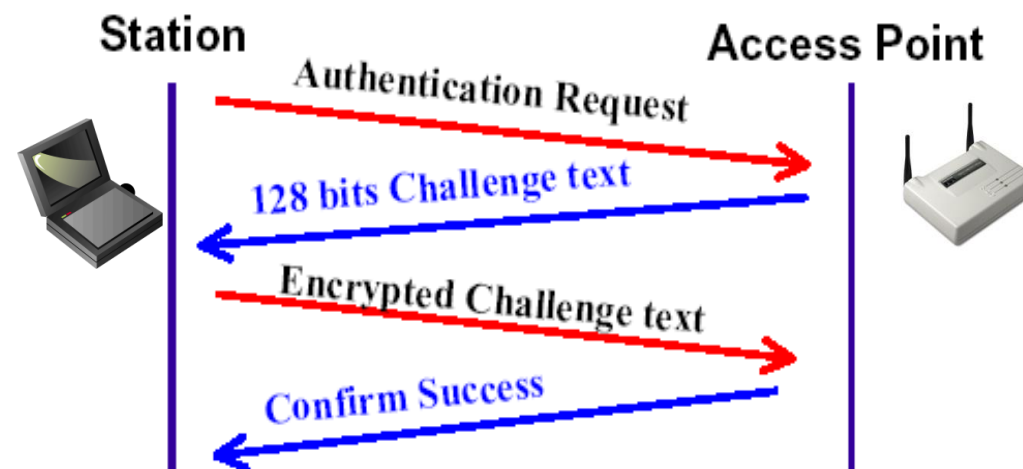 Station
Access Point
Authentication Request
128 bits Challenge text
Encrypted Challenge text
Confirm Success